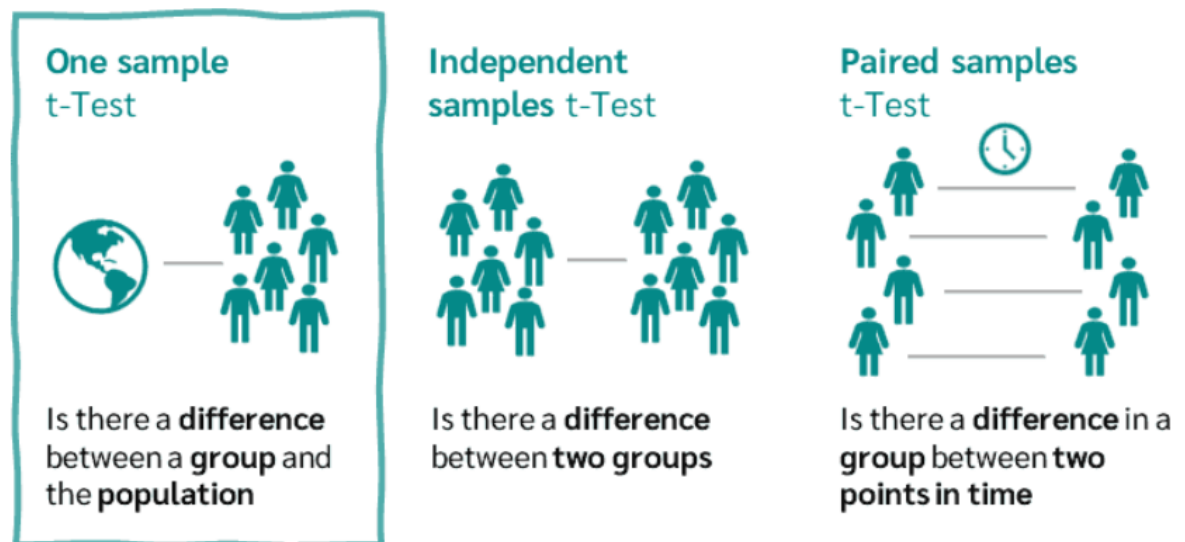 One sample
t-Test
Independent
samples t-Test
Paired samples
t-Test
Is there a difference
between a group and
the population
Is there a difference
between two groups
Is there a difference in a
group between two
points in time